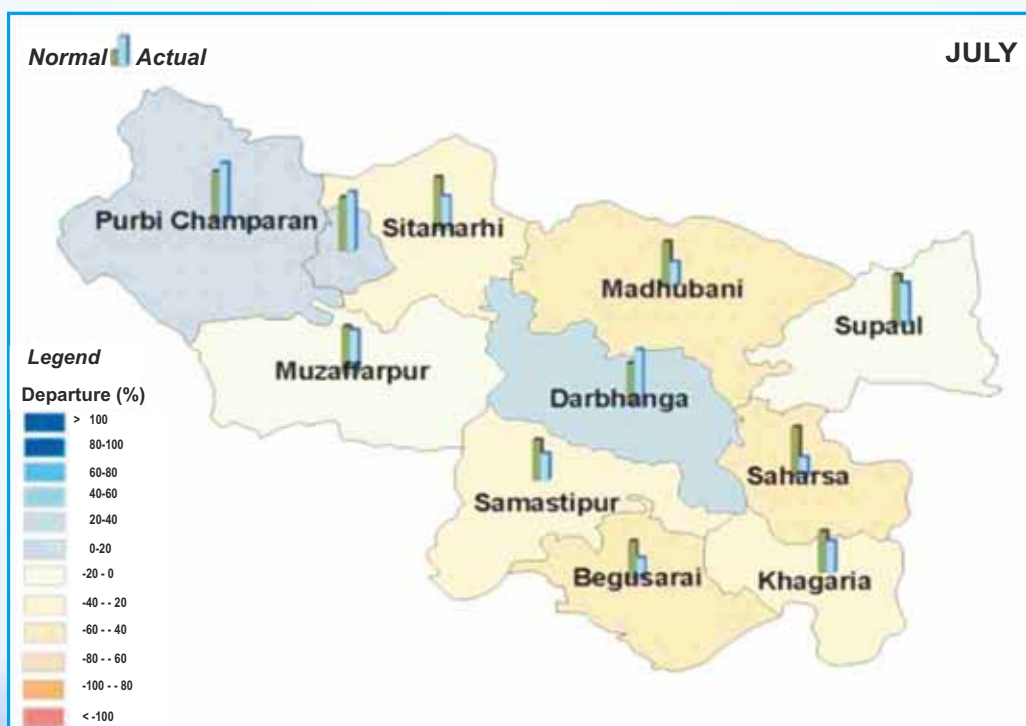 Normal Actual
JULY
Purbi Champaran
Sitamarhi
Madhubani
Supaul
Muzaffarpur
Darbhanga
Saharsa
Samastipur
Begusarai
Khagaria
Legend
Departure (%)
> 100
80-100
60-80
40-60
20-40
0-20
-20 - 0
-40 - - 20
-60 - - 40
-80 - - 60
-100 - - 80
< -100